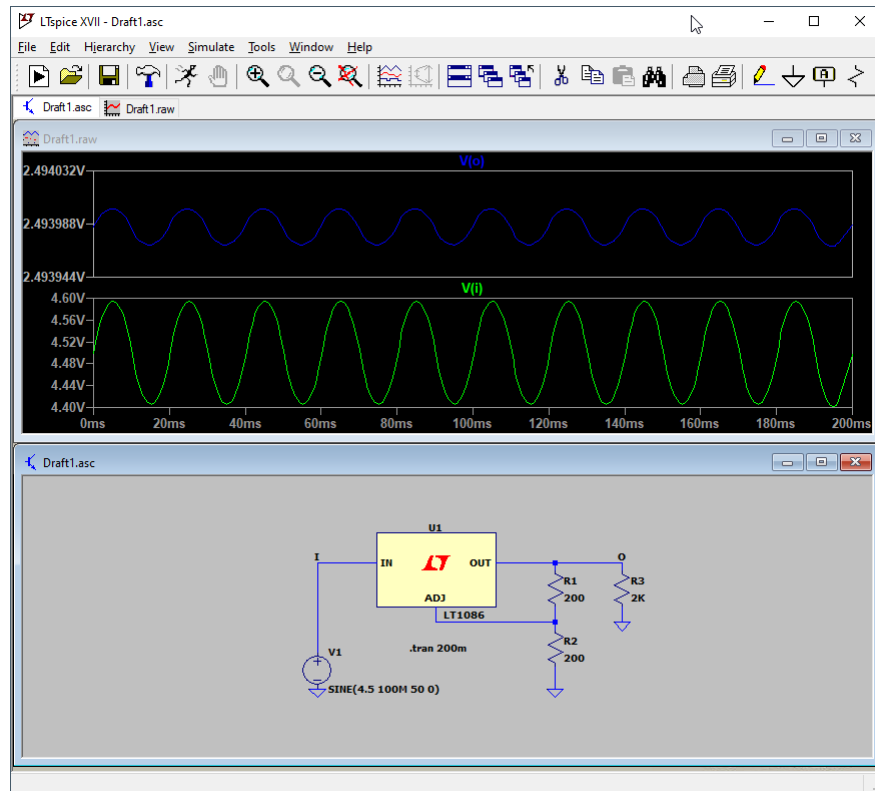 LTspice XVII - Draft1.asc
File Edit Hierarchy View Simulate Tools Window Help
Draft1.asc Draft1.raw
Draft1.raw
V(o)
2.494032V
2.493988V
2.493944V
V(i)
4.60V
4.56V
4.52V
4.48V
4.44V
4.40V
0ms 20ms 40ms 60ms 80ms 100ms 120ms 140ms 160ms 180ms 200ms
Draft1.asc
U1
I
IN
OUT
O
ADJ
LT1086
R1
200
R3
2K
R2
200
.tran 200m
V1
SINE(4.5 100M 50 0)